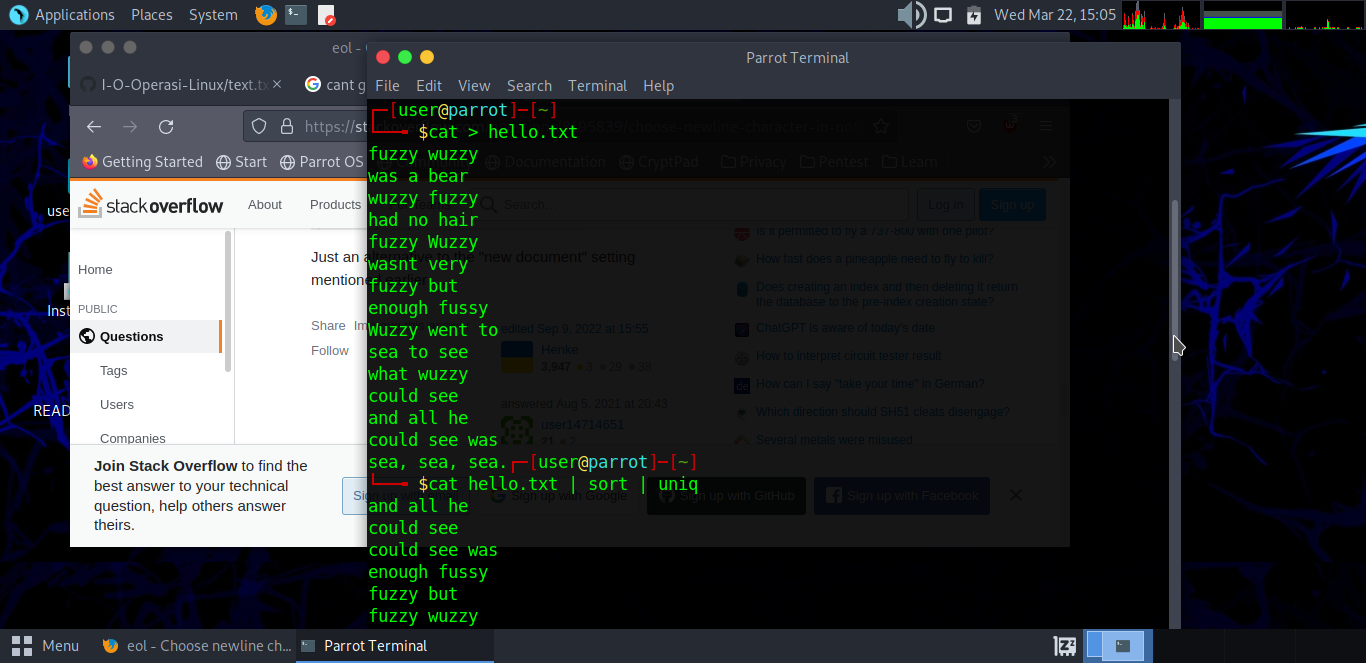 Applications Places System Wed Mar 22, 15:05
eol -
Parrot Terminal
I-O-Operasi-Linux/text.tx
cant g
File Edit View Search Terminal Help
┌─[user@parrot]─[~]
https://st
└──╼ $cat > hello.txt
fuzzy wuzzy
Getting Started Start Parrot OS Documentation CryptPad Privacy Pentest Learn
was a bear
stackoverflow About Products Search... Log in Sign up
wuzzy fuzzy
had no hair
Is it permitted to fly a 737-800 with one pilot?
fuzzy Wuzzy
Just an alternative to the "new document" setting
How fast does a pineapple need to fly to kill?
wasnt very
Home
mentioned
fuzzy but
Does creating an index and then deleting it return
the database to the pre-index creation state?
PUBLIC
enough fussy
Share
edited Sep 9, 2022 at 15:55
ChatGPT is aware of today's date
Wuzzy went to
Questions
Follow
Henke
3,947 3 29 33
sea to see
How to interpret circuit tester result
Tags
what wuzzy
How can I say "take your time" in German?
could see
Users
answered Aug 5, 2021 at 20:43
Which direction should SH51 cleats disengage?
and all he
user14714651
21 2
Companies
could see was
Several metals were misused
sea, sea, sea.┌─[user@parrot]─[~]
Join Stack Overflow to find the
best answer to your technical
question, help others answer
theirs.
└──╼ $cat hello.txt | sort | uniq
Sign up with Google
Sign up with GitHub
Sign up with Facebook
and all he
could see
could see was
enough fussy
fuzzy but
fuzzy wuzzy
READ
Inst
use
Menu eol - Choose newline ch... Parrot Terminal